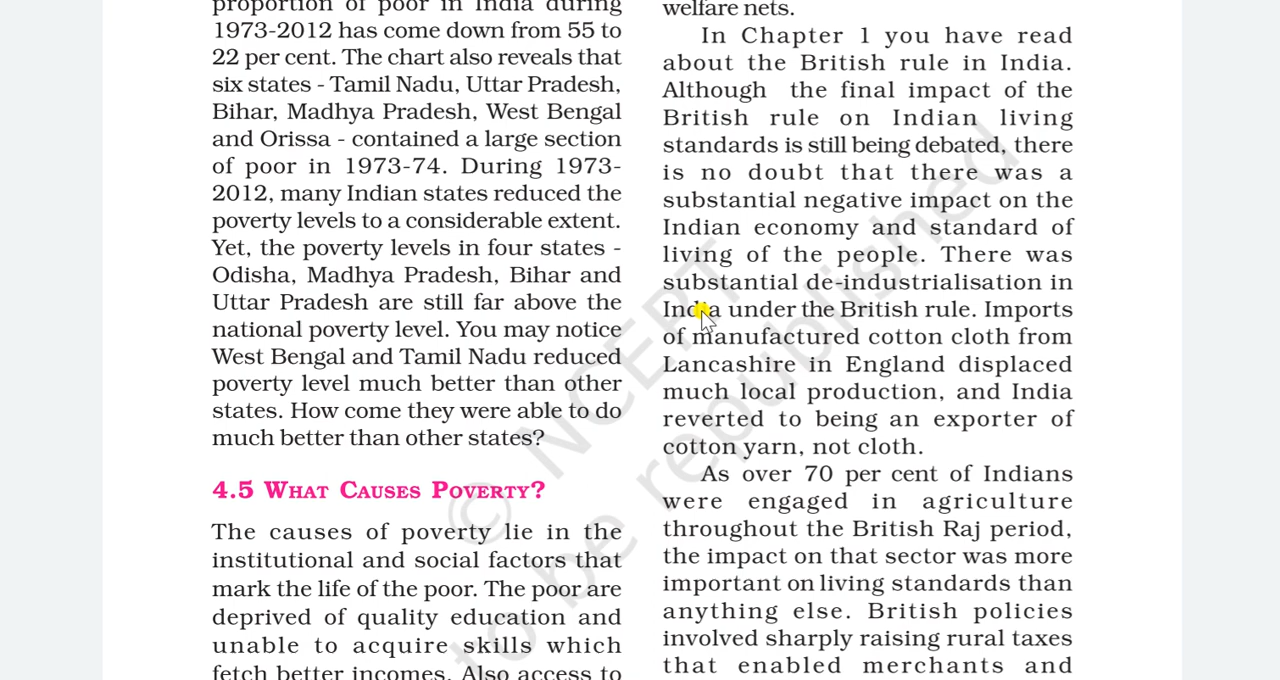 proportion of poor in India during
1973-2012 has come down from 55 to
22 per cent. The chart also reveals that
six states - Tamil Nadu, Uttar Pradesh,
Bihar, Madhya Pradesh, West Bengal
and Orissa - contained a large section
of poor in 1973-74. During 1973-
2012, many Indian states reduced the
poverty levels to a considerable extent.
Yet, the poverty levels in four states -
Odisha, Madhya Pradesh, Bihar and
Uttar Pradesh are still far above the
national poverty level. You may notice
West Bengal and Tamil Nadu reduced
poverty level much better than other
states. How come they were able to do
much better than other states?
4.5 WHAT CAUSES POVERTY?
The causes of poverty lie in the
institutional and social factors that
mark the life of the poor. The poor are
deprived of quality education and
unable to acquire skills which
fetch better incomes. Also access to
welfare nets.
In Chapter 1 you have read
about the British rule in India.
Although the final impact of the
British rule on Indian living
standards is still being debated, there
is no doubt that there was a
substantial negative impact on the
Indian economy and standard of
living of the people. There was
substantial de-industrialisation in
India under the British rule. Imports
of manufactured cotton cloth from
Lancashire in England displaced
much local production, and India
reverted to being an exporter of
cotton yarn, not cloth.
As over 70 per cent of Indians
were engaged in agriculture
throughout the British Raj period,
the impact on that sector was more
important on living standards than
anything else. British policies
involved sharply raising rural taxes
that enabled merchants and
© NCERT
to be republished